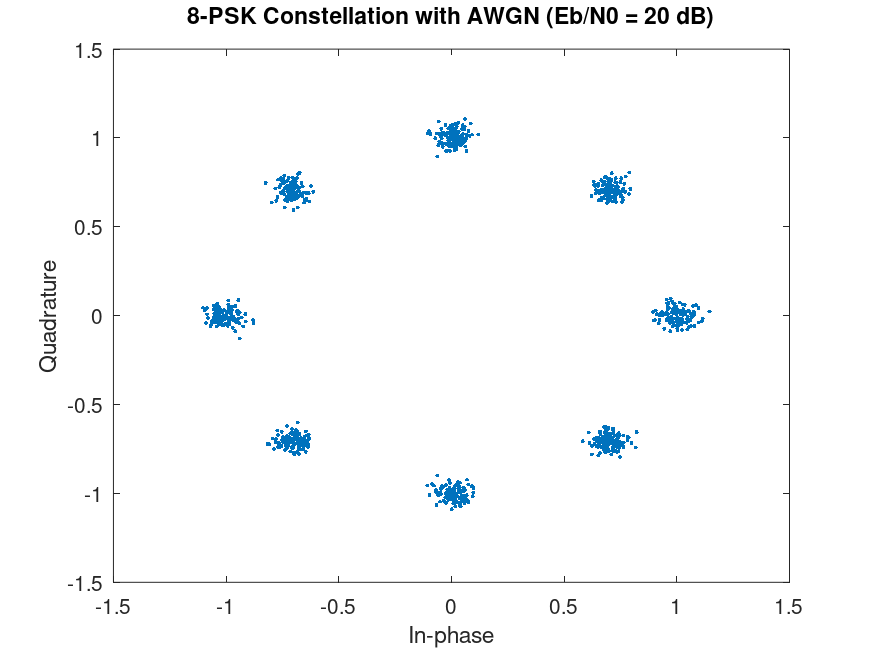 8-PSK Constellation with AWGN (Eb/N0 = 20 dB)
1.5
1
0.5
0
-0.5
-1
-1.5
Quadrature
-1.5 -1 -0.5 0 0.5 1 1.5
In-phase